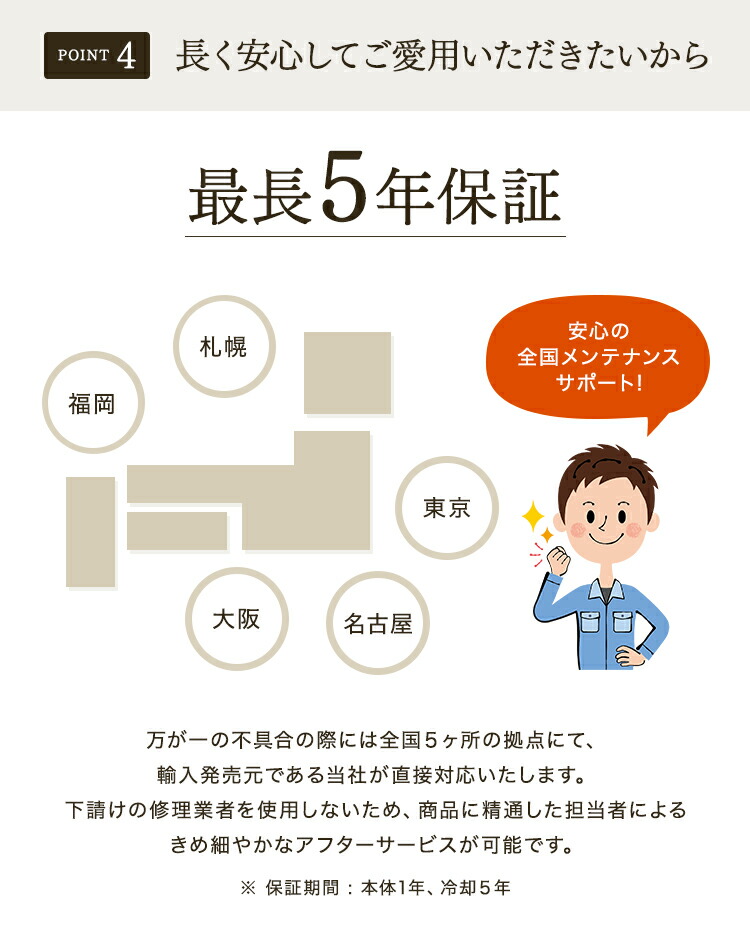 POINT 4 長く安心してご愛用いただきたいから
最長5年保証
札幌
福岡
安心の
全国メンテナンス
サポート!
東京
大阪
名古屋
万が一の不具合の際には全国5ヶ所の拠点にて、
輸入発売元である当社が直接対応いたします。
下請けの修理業者を使用しないため、商品に精通した担当者による
きめ細やかなアフターサービスが可能です。
※ 保証期間：本体1年、冷却5年